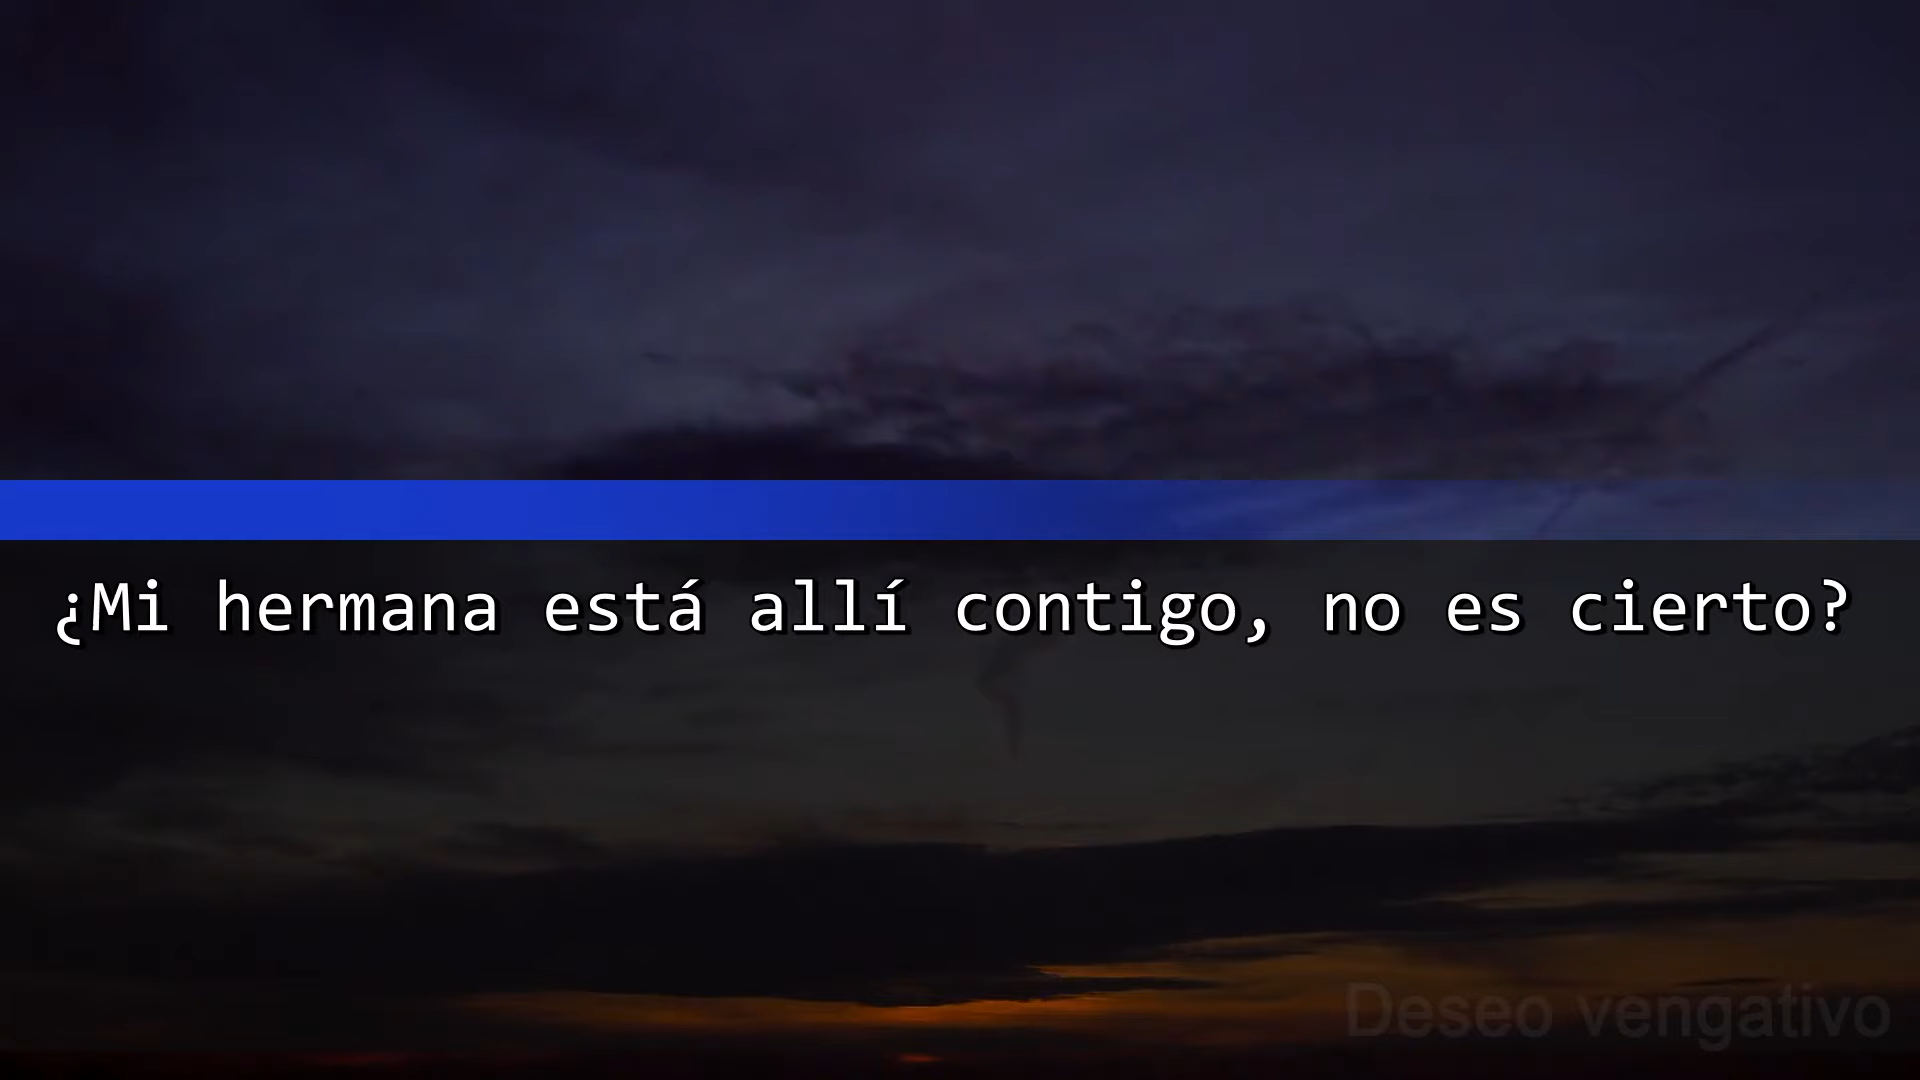 ¿Mi hermana está allí contigo, no es cierto?
Deseo vengativo